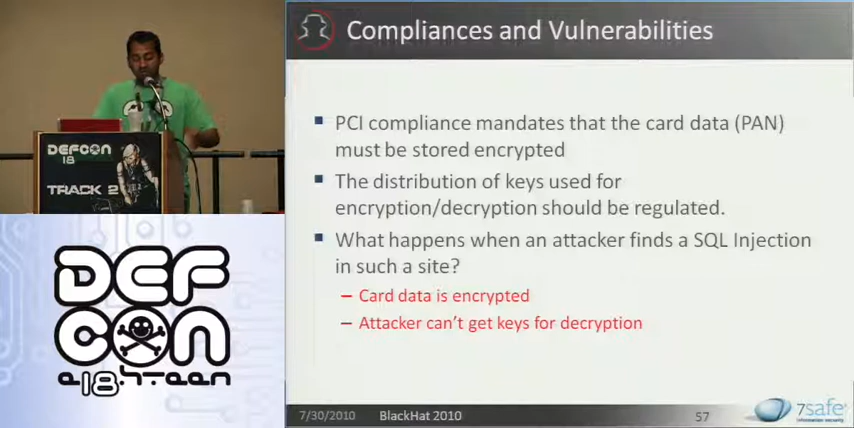 Compliances and Vulnerabilities
DEFCON
18
TRACK 2
PCI compliance mandates that the card data (PAN)
must be stored encrypted
The distribution of keys used for
encryption/decryption should be regulated.
What happens when an attacker finds a SQL Injection
in such a site?
– Card data is encrypted
– Attacker can't get keys for decryption
DEF
CON
e18hteen
7/30/2010
BlackHat 2010
57
7safe
information security